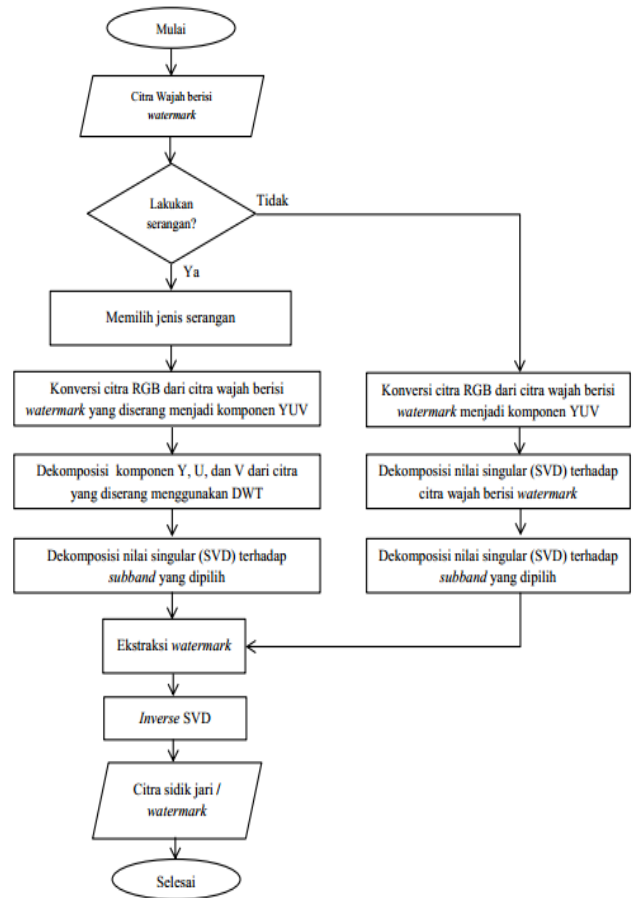 Mulai
Citra Wajah berisi
watermark
Lakukan
serangan?
Tidak
Ya
Memilih jenis serangan
Konversi citra RGB dari citra wajah berisi
watermark yang diserang menjadi komponen YUV
Dekomposisi komponen Y, U, dan V dari citra
yang diserang menggunakan DWT
Dekomposisi nilai singular (SVD) terhadap
subband yang dipilih
Konversi citra RGB dari citra wajah berisi
watermark menjadi komponen YUV
Dekomposisi nilai singular (SVD) terhadap
citra wajah berisi watermark
Dekomposisi nilai singular (SVD) terhadap
subband yang dipilih
Ekstraksi watermark
Inverse SVD
Citra sidik jari /
watermark
Selesai